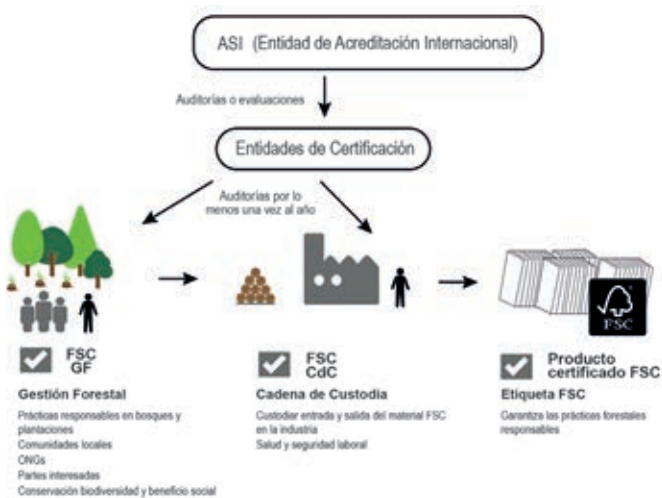 ASI (Entidad de Acreditación Internacional)
Auditorías o evaluaciones
Entidades de Certificación
Auditorías por lo
menos una vez al año
FSC
FSC
GF
Gestión Forestal
Prácticas responsables en bosques y
plantaciones
Comunidades locales
ONGs
Partes interesadas
Conservación biodiversidad y beneficio social
FSC
CdC
Cadena de Custodia
Custodiar entrada y salida del material FSC
en la industria
Salud y seguridad laboral
Producto
certificado FSC
Etiqueta FSC
Garantiza las prácticas forestales
responsables